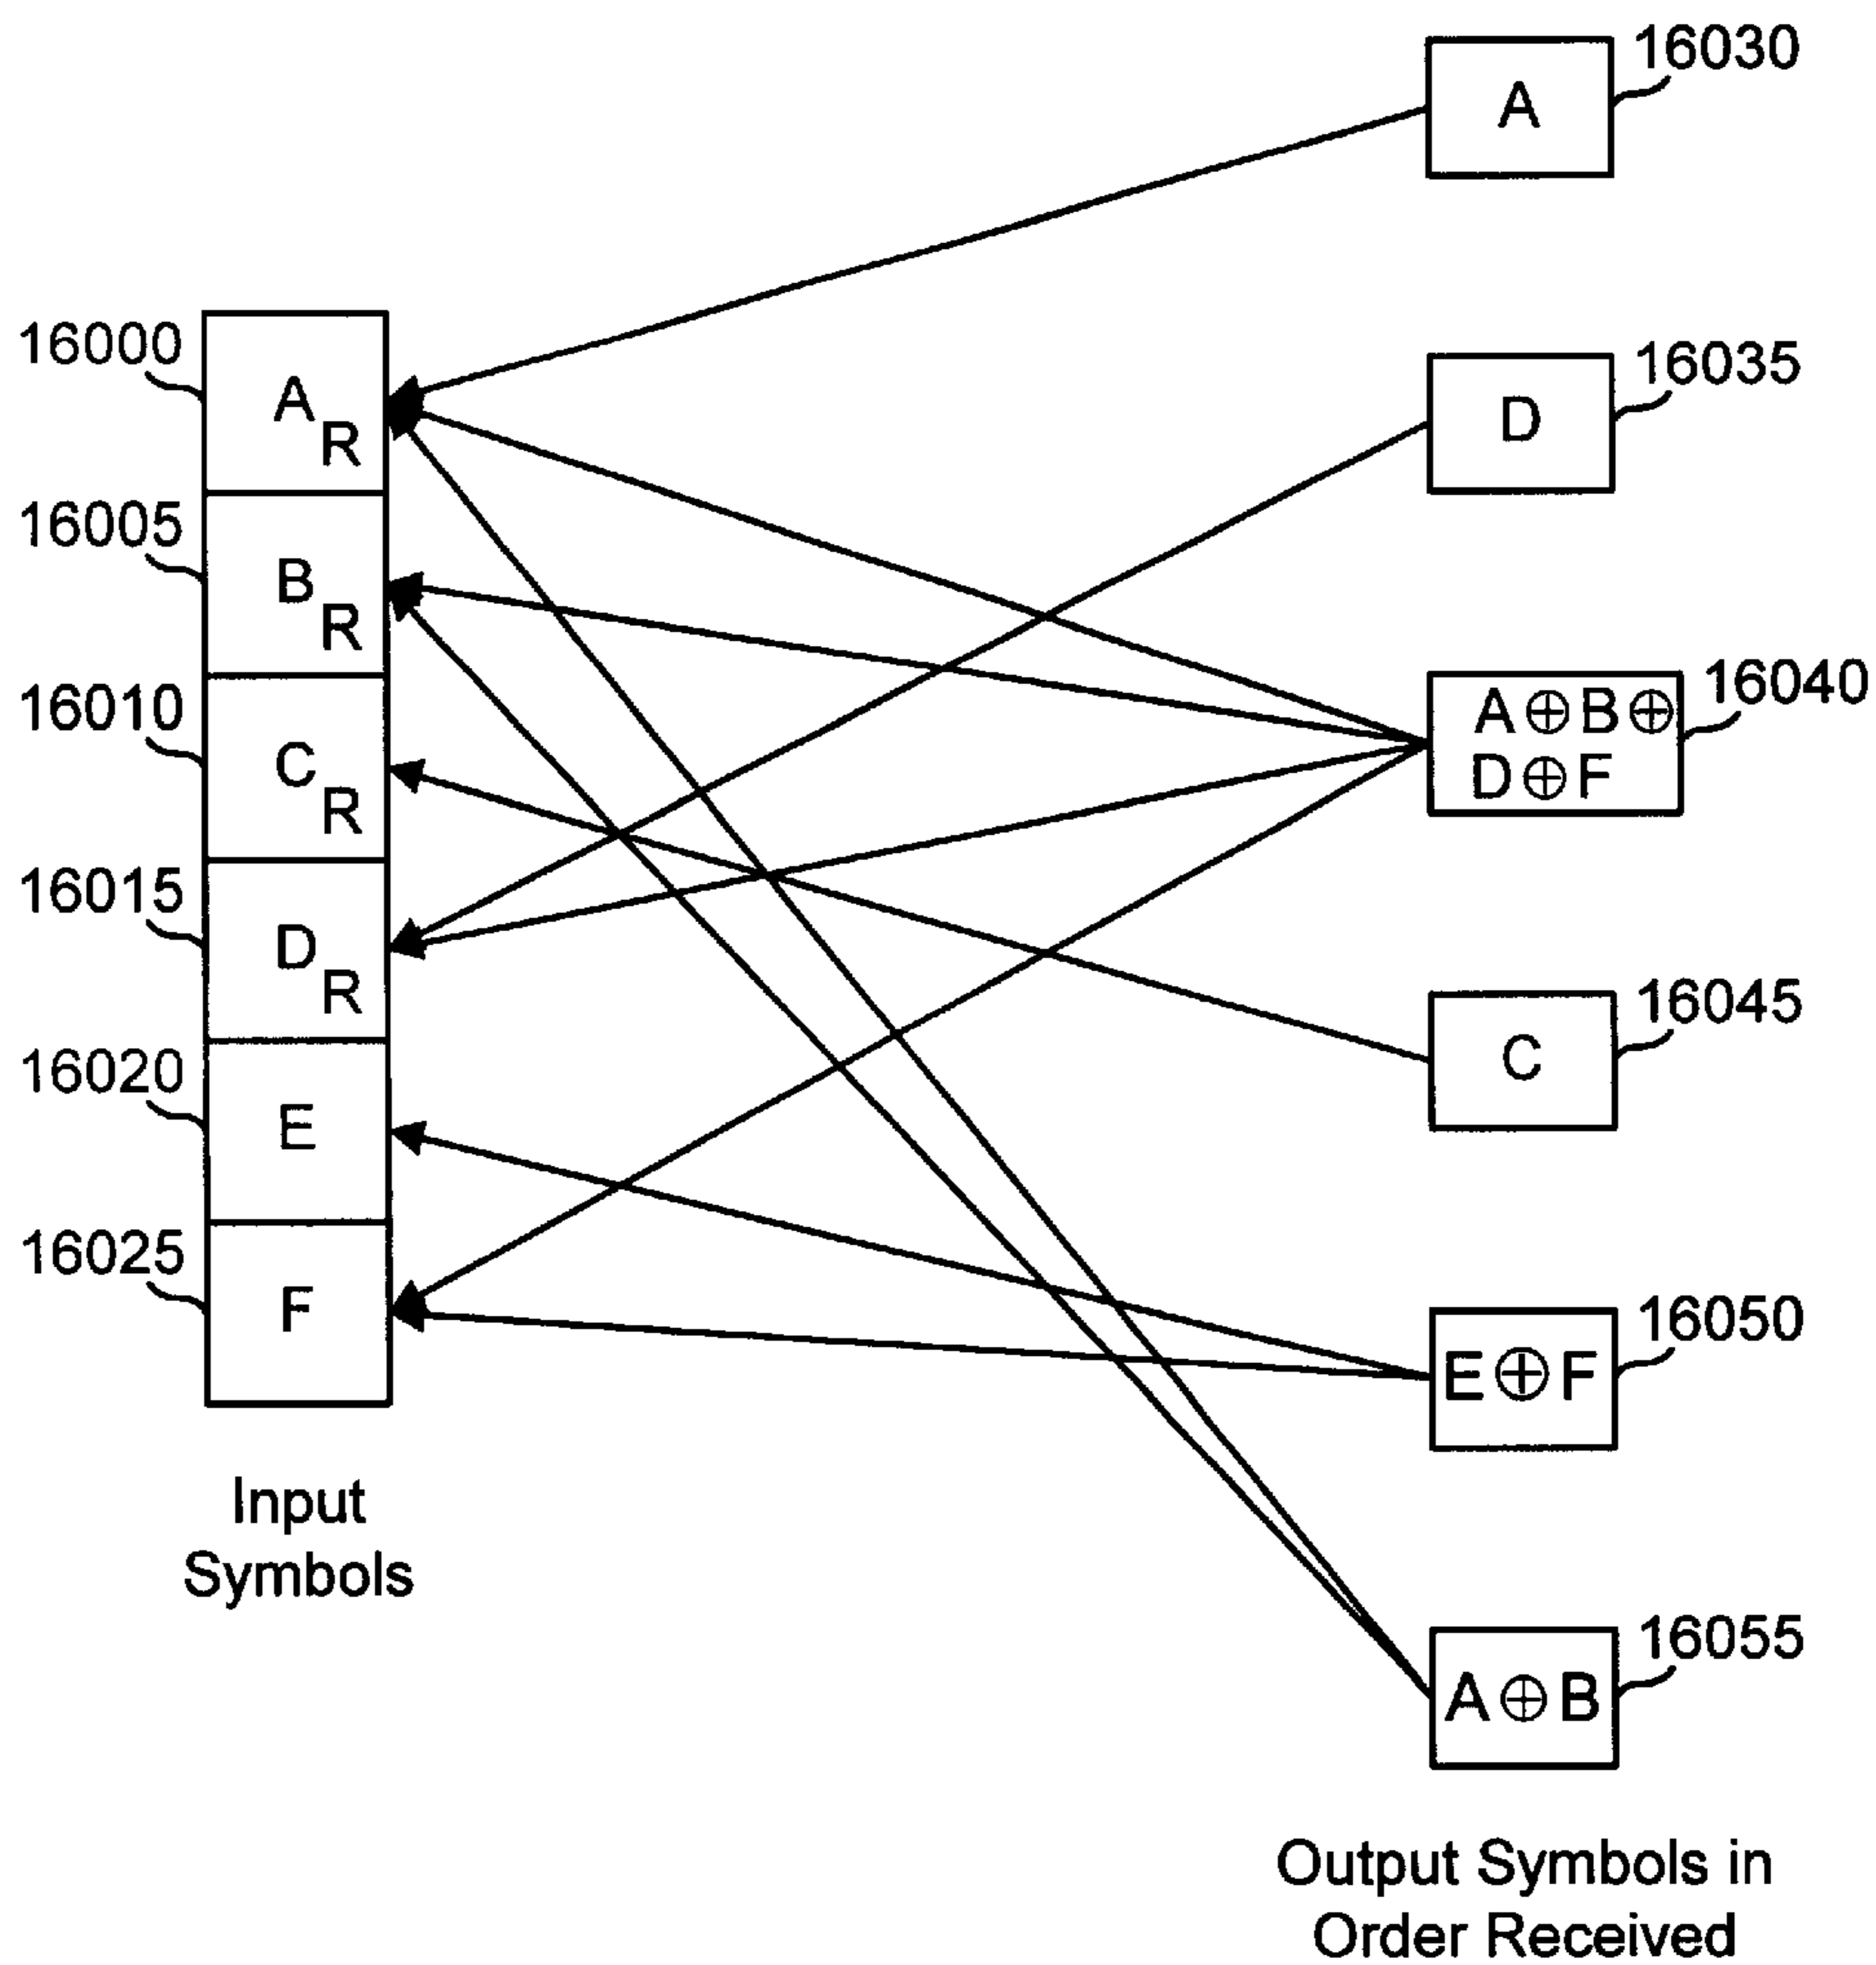 16000
A R
16005
B R
16010
C R
16015
D R
16020
E
16025
F
Input
Symbols
A
16030
D
16035
A⊕B⊕
D⊕F
16040
C
16045
E⊕F
16050
A⊕B
16055
Output Symbols in
Order Received